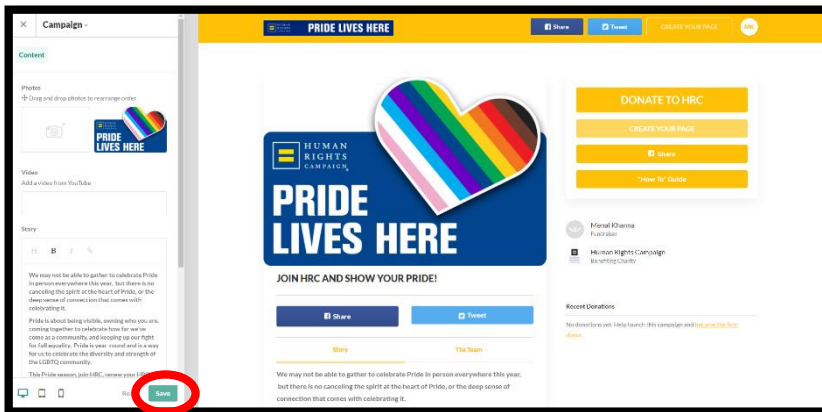 × Campaign
Content
Photos
Drag and drop photos to rearrange order
PRIDE
LIVES HERE
Video
Add a video from YouTube
Story
H B I
We may not be able to gather to celebrate Pride
in person everywhere this year, but there is no
canceling the spirit at the heart of Pride, or the
deep sense of connection that comes with
celebrating it.
Pride is about being visible, owning who you are,
coming together to celebrate how far we've
come as a community, and keeping up our fight
for full equality. Pride is year-round and is a way
for us to celebrate the diversity and strength of
the LGBTQ community.
This Pride season, join HRC, renew your
Save
PRIDE LIVES HERE
Share
Tweet
CREATE YOUR PAGE
MK
HUMAN
RIGHTS
CAMPAIGN
PRIDE
LIVES HERE
JOIN HRC AND SHOW YOUR PRIDE!
Share
Tweet
Story
The Team
We may not be able to gather to celebrate Pride in person everywhere this year,
but there is no canceling the spirit at the heart of Pride, or the deep sense of
connection that comes with celebrating it.
DONATE TO HRC
CREATE YOUR PAGE
Share
"How To" Guide
Menal Khanna
Fundraiser
Human Rights Campaign
Benefiting Charity
Recent Donations
No donations yet. Help launch this campaign and become the first
donor.